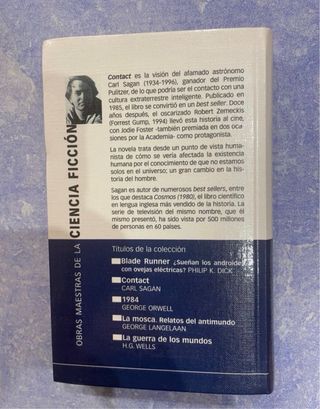 Contact es la visión del afamado astrónomo
Carl Sagan (1934-1996), ganador del Premio
Pulitzer, de lo que podría ser el contacto con una
cultura extraterrestre inteligente. Publicado en
1985, el libro se convirtió en un best seller. Doce
años después, el oscarizado Robert Zemeckis
(Forrest Gump, 1994) llevó esta historia al cine,
con Jodie Foster -también premiada en dos oca-
siones por la Academia- como protagonista.
La novela trata desde un punto de vista huma-
nista de cómo se vería afectada la existencia
humana por el conocimiento de que no estamos
solos en el universo; un gran cambio en la his-
toria del hombre.
Sagan es autor de numerosos best sellers, entre
los que destaca Cosmos (1980), el libro científico
en lengua inglesa más vendido de la historia. La
serie de televisión del mismo nombre, que él
mismo presentó, ha sido vista por 500 millones
de personas en 60 países.
OBRAS MAESTRAS DE LA CIENCIA FICCIÓN
Títulos de la colección
Blade Runner ¿Sueñan los androides
con ovejas eléctricas? PHILIP K. DICK
Contact
CARL SAGAN
1984
GEORGE ORWELL
La mosca. Relatos del antimundo
GEORGE LANGELAAN
La guerra de los mundos
H.G. WELLS